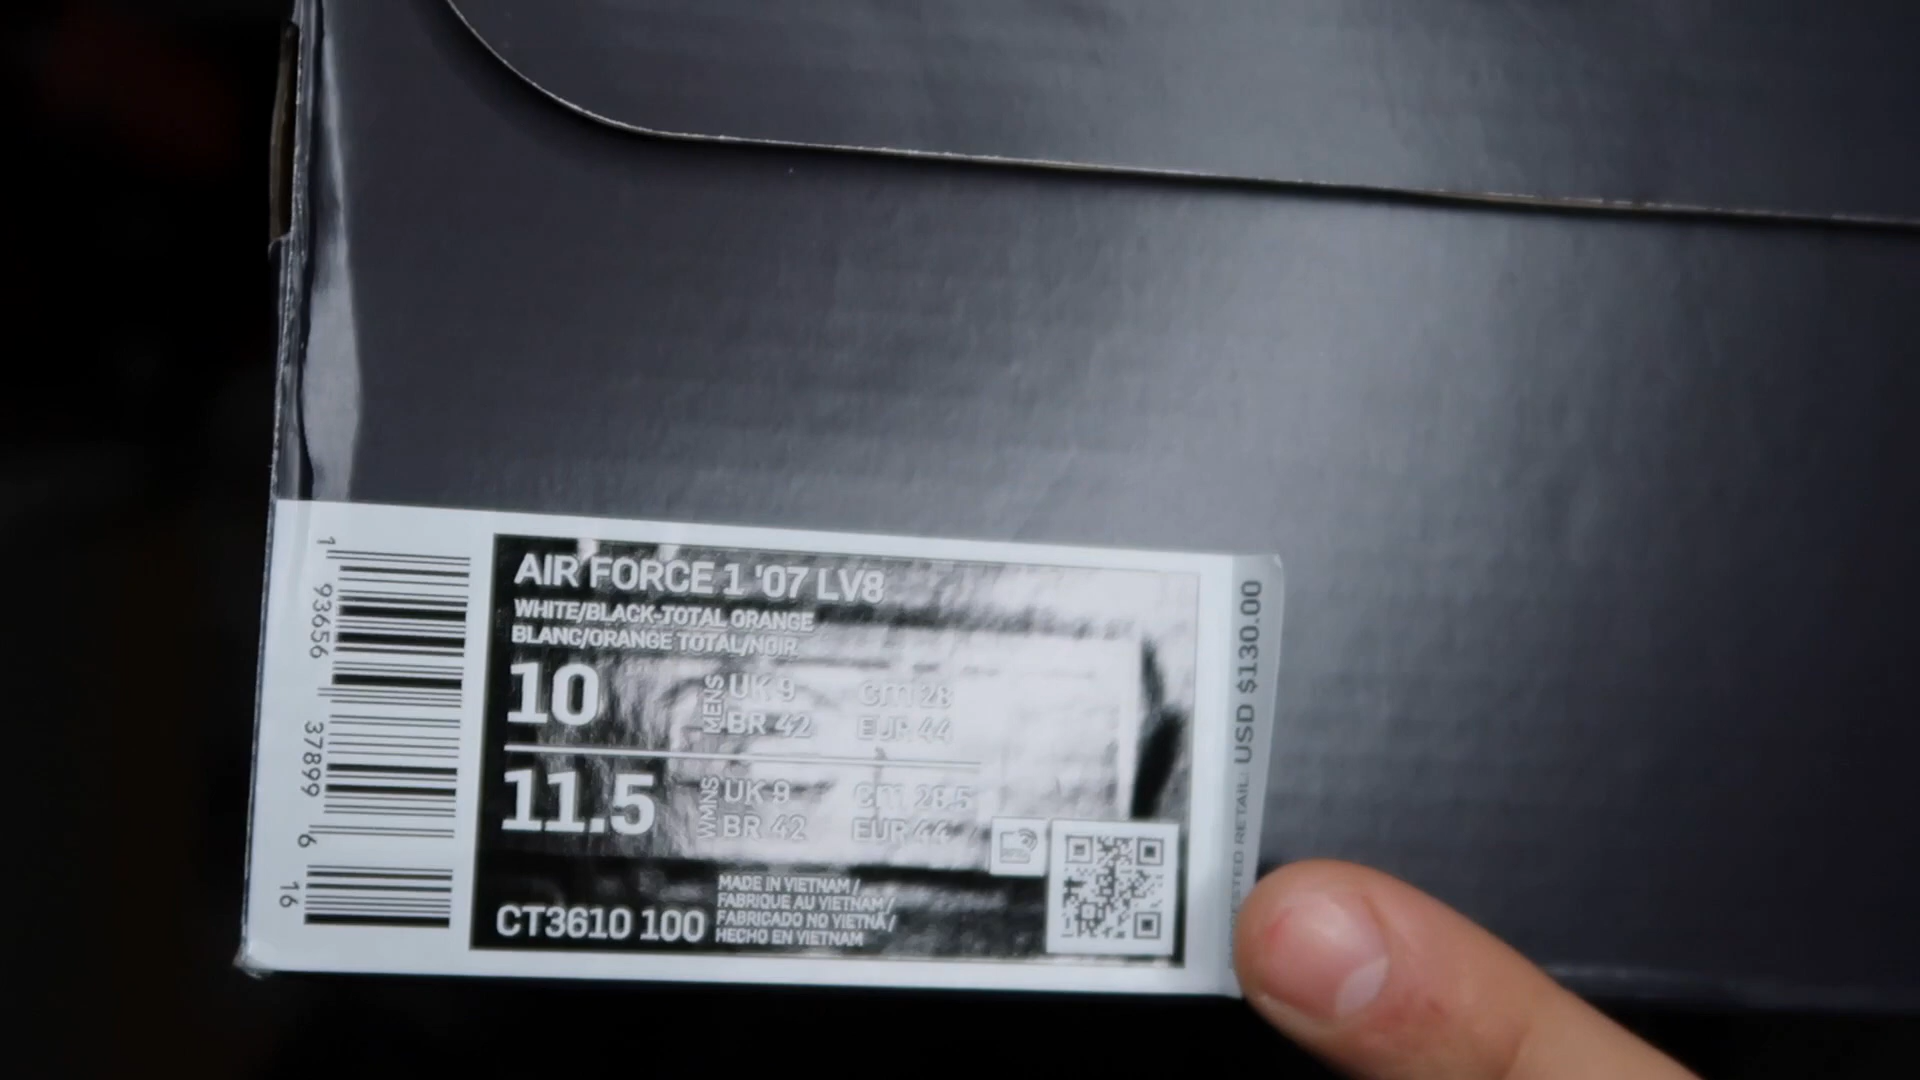 AIR FORCE 1 '07 LV8
WHITE/BLACK-TOTAL ORANGE
BLANC/ORANGE TOTAL/NOIR
10
MENS
UK 9
CM 28
BR 42
EUR 44
11.5
WMNS
UK 9
CM 28.5
BR 42
EUR 44
CT3610 100
MADE IN VIETNAM /
FABRIQUE AU VIETNAM /
FABRICADO NO VIETNÃ /
HECHO EN VIETNAM
1 93656 37899 6 16
RETAIL: USD $130.00